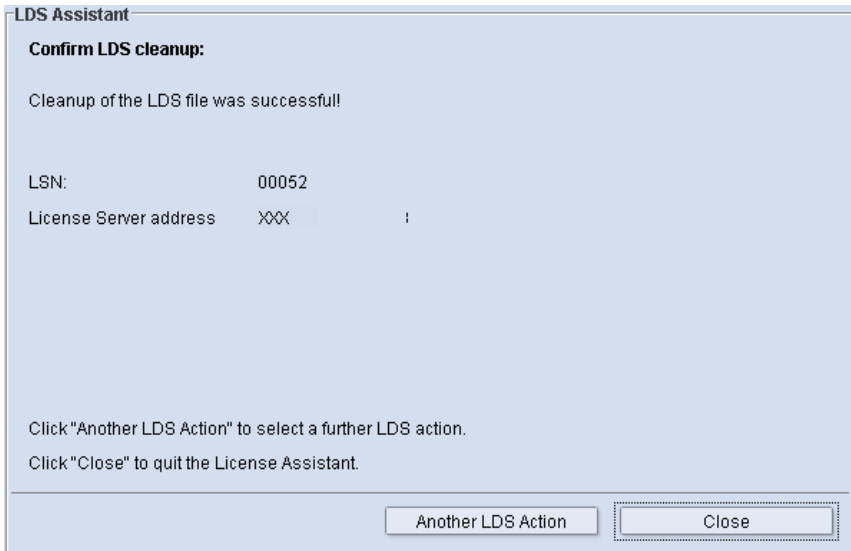 LDS Assistant
Confirm LDS cleanup:
Cleanup of the LDS file was successful!
LSN: 00052
License Server address XXX
Click "Another LDS Action" to select a further LDS action.
Click "Close" to quit the License Assistant.
Another LDS Action Close